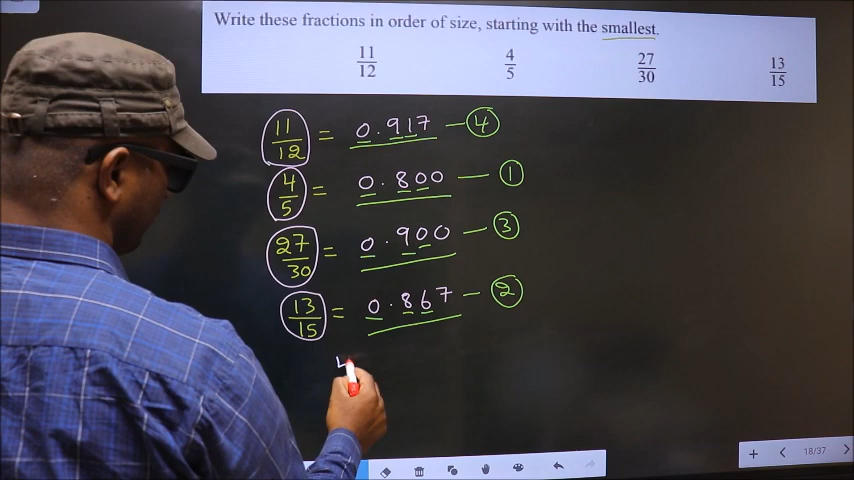 Write these fractions in order of size, starting with the smallest.
11/12 4/5 27/30 13/15
11/12 = 0.917 — 4
4/5 = 0.800 — 1
27/30 = 0.900 — 3
13/15 = 0.867 — 2
4
18/37